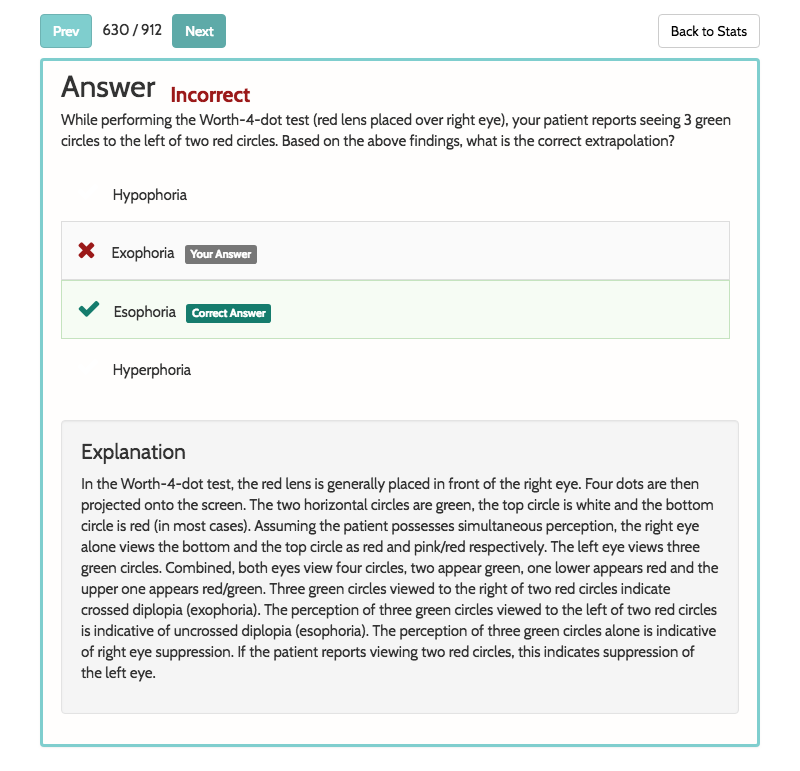 Prev 630 / 912 Next Back to Stats
Answer Incorrect
While performing the Worth-4-dot test (red lens placed over right eye), your patient reports seeing 3 green
circles to the left of two red circles. Based on the above findings, what is the correct extrapolation?
Hypophoria
Exophoria Your Answer
Esophoria Correct Answer
Hyperphoria
Explanation
In the Worth-4-dot test, the red lens is generally placed in front of the right eye. Four dots are then
projected onto the screen. The two horizontal circles are green, the top circle is white and the bottom
circle is red (in most cases). Assuming the patient possesses simultaneous perception, the right eye
alone views the bottom and the top circle as red and pink/red respectively. The left eye views three
green circles. Combined, both eyes view four circles, two appear green, one lower appears red and the
upper one appears red/green. Three green circles viewed to the right of two red circles indicate
crossed diplopia (exophoria). The perception of three green circles viewed to the left of two red circles
is indicative of uncrossed diplopia (esophoria). The perception of three green circles alone is indicative
of right eye suppression. If the patient reports viewing two red circles, this indicates suppression of
the left eye.